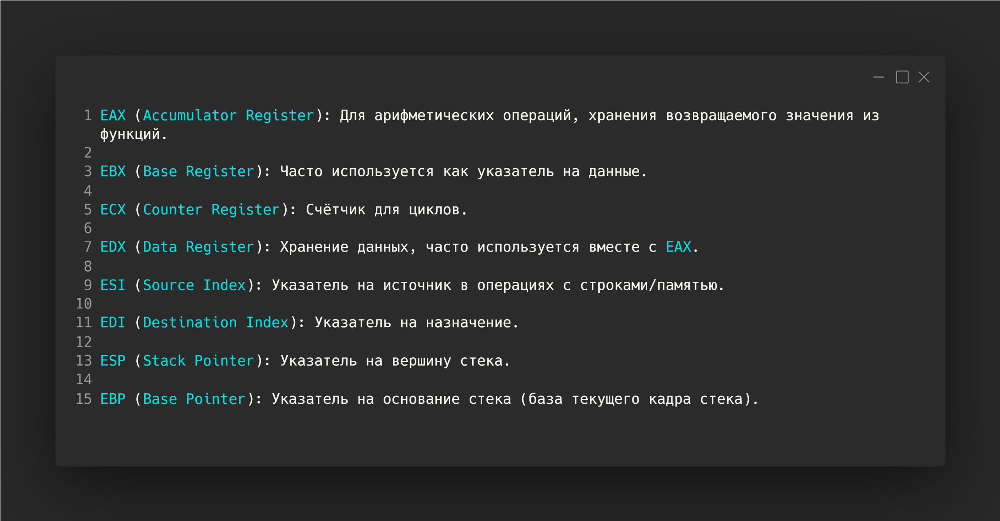 1 EAX (Accumulator Register): Для арифметических операций, хранения возвращаемого значения из
функций.
2
3 EBX (Base Register): Часто используется как указатель на данные.
4
5 ECX (Counter Register): Счётчик для циклов.
6
7 EDX (Data Register): Хранение данных, часто используется вместе с EAX.
8
9 ESI (Source Index): Указатель на источник в операциях с строками/памятью.
10
11 EDI (Destination Index): Указатель на назначение.
12
13 ESP (Stack Pointer): Указатель на вершину стека.
14
15 EBP (Base Pointer): Указатель на основание стека (база текущего кадра стека).